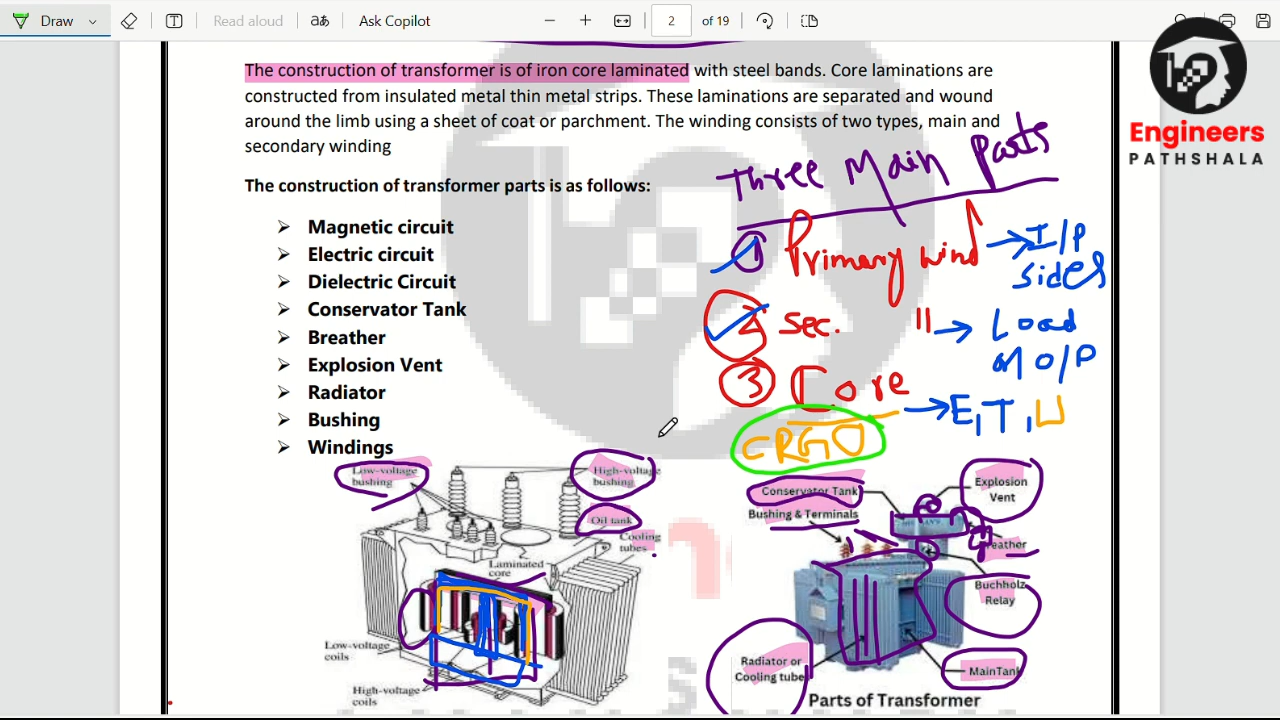 Draw
Read aloud
Ask Copilot
2
of 19
Engineers
PATHSHALA
The construction of transformer is of iron core laminated with steel bands. Core laminations are
constructed from insulated metal thin metal strips. These laminations are separated and wound
around the limb using a sheet of coat or parchment. The winding consists of two types, main and
secondary winding
The construction of transformer parts is as follows:
➢ Magnetic circuit
➢ Electric circuit
➢ Dielectric Circuit
➢ Conservator Tank
➢ Breather
➢ Explosion Vent
➢ Radiator
➢ Bushing
➢ Windings
Three Main Parts
1 Primary wind → I/P
sides
2 Sec. 11 → Load
O/P
3 Core → E, T, U
CRGO
Low-voltage
bushing
High-voltage
bushing
Oil tank
Cooling
tubes
Laminated
core
Low-voltage
coils
High-voltage
coils
Conservator Tank
Bushing & Terminals
Explosion
Vent
Breather
Buchholz
Relay
MainTank
Radiator or
Cooling tube
Parts of Transformer